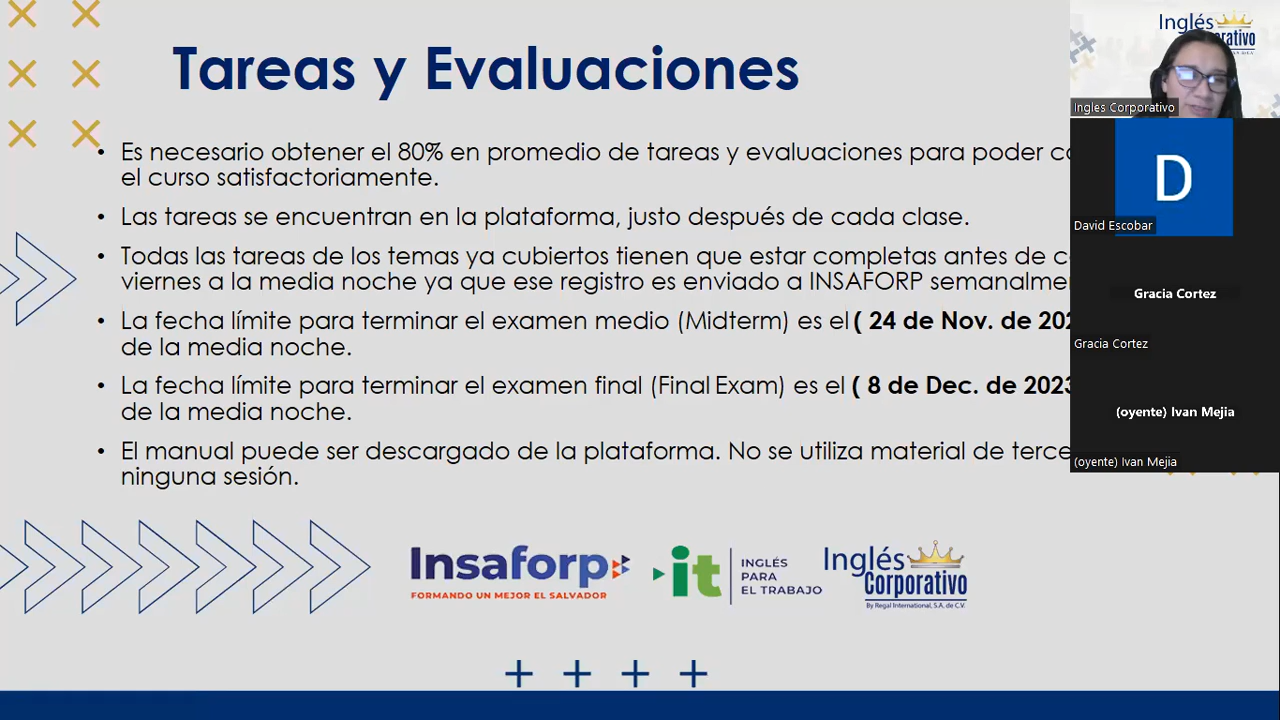 Tareas y Evaluaciones
• Es necesario obtener el 80% en promedio de tareas y evaluaciones para poder
el curso satisfactoriamente.
• Las tareas se encuentran en la plataforma, justo después de cada clase.
• Todas las tareas de los temas ya cubiertos tienen que estar completas antes de
viernes a la media noche ya que ese registro es enviado a INSAFORP
• La fecha límite para terminar el examen medio (Midterm) es el ( 24 de Nov. de
de la media noche.
• La fecha límite para terminar el examen final (Final Exam) es el ( 8 de Dec. de 2023
de la media noche.
• El manual puede ser descargado de la plataforma. No se utiliza material de
ninguna sesión.
Insaforp
FORMANDO UN MEJOR EL SALVADOR
it
INGLÉS
PARA
EL TRABAJO
Inglés
Corporativo
By Regal International, S.A. de C.V.
Inglés
Ingles Corporativo
D
David Escobar
Gracia Cortez
Gracia Cortez
(oyente) Ivan Mejia
(oyente) Ivan Mejia